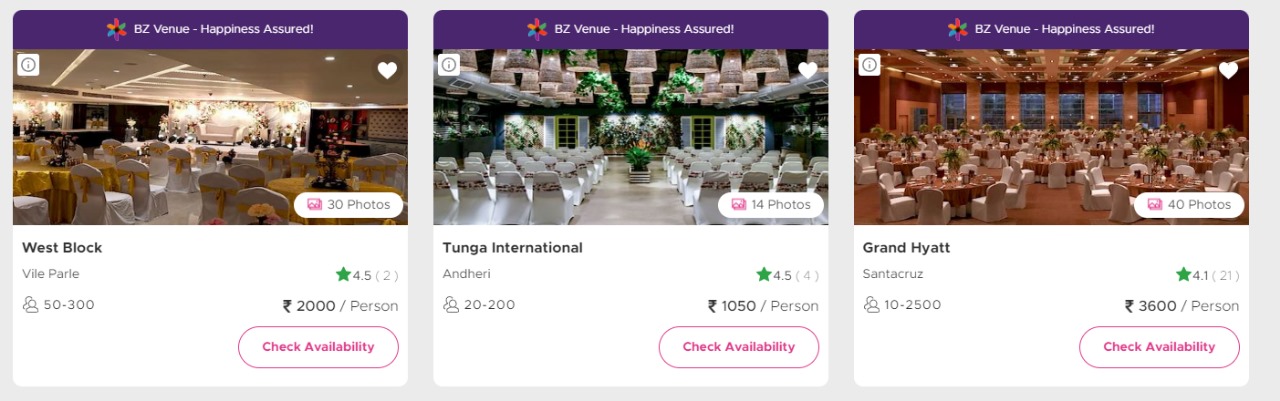 BZ Venue - Happiness Assured!
30 Photos
West Block
Vile Parle
4.5 ( 2 )
50-300
₹ 2000 / Person
Check Availability
BZ Venue - Happiness Assured!
14 Photos
Tunga International
Andheri
4.5 ( 4 )
20-200
₹ 1050 / Person
Check Availability
BZ Venue - Happiness Assured!
40 Photos
Grand Hyatt
Santacruz
4.1 ( 21 )
10-2500
₹ 3600 / Person
Check Availability